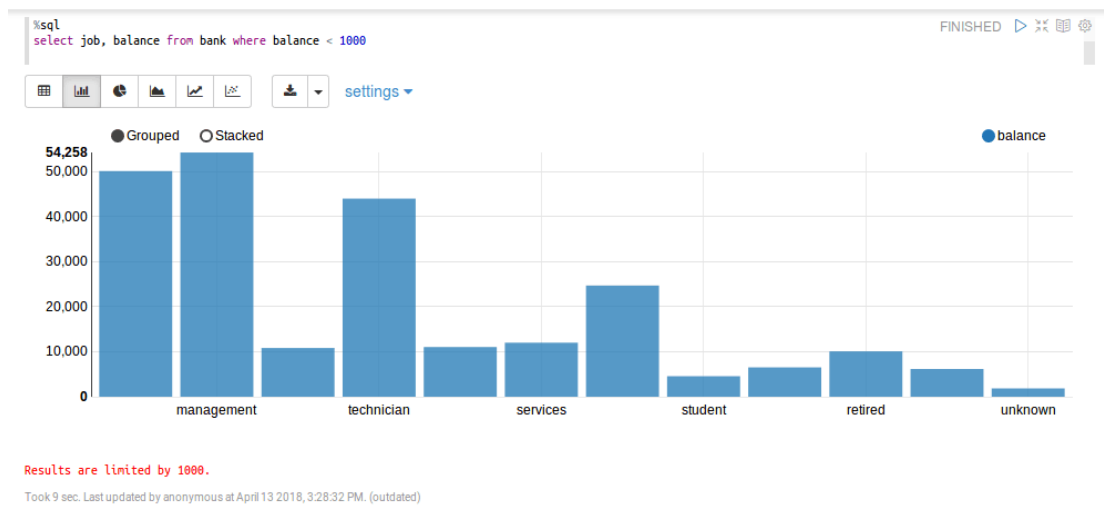 %sql
FINISHED
select job, balance from bank where balance < 1000
settings
Grouped Stacked balance
54,258
50,000
40,000
30,000
20,000
10,000
0
management technician services student retired unknown
Results are limited by 1000.
Took 9 sec. Last updated by anonymous at April 13 2018, 3:28:32 PM. (outdated)